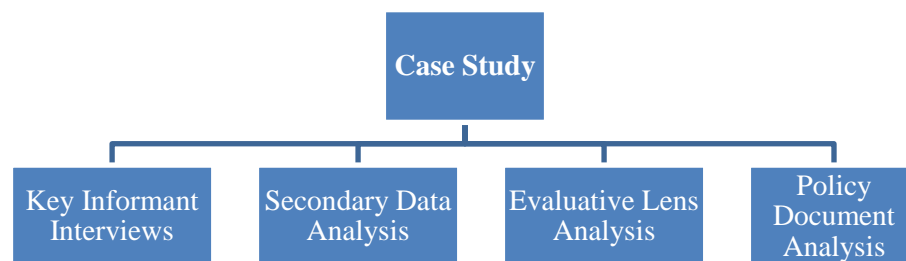 Case Study
Key Informant
Interviews
Secondary Data
Analysis
Evaluative Lens
Analysis
Policy
Document
Analysis